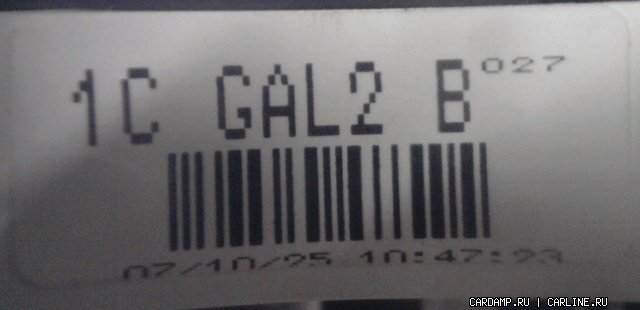 1C GAL2 B 027
07/10/25 10:47:23
CARDAMP.RU | CARLINE.RU